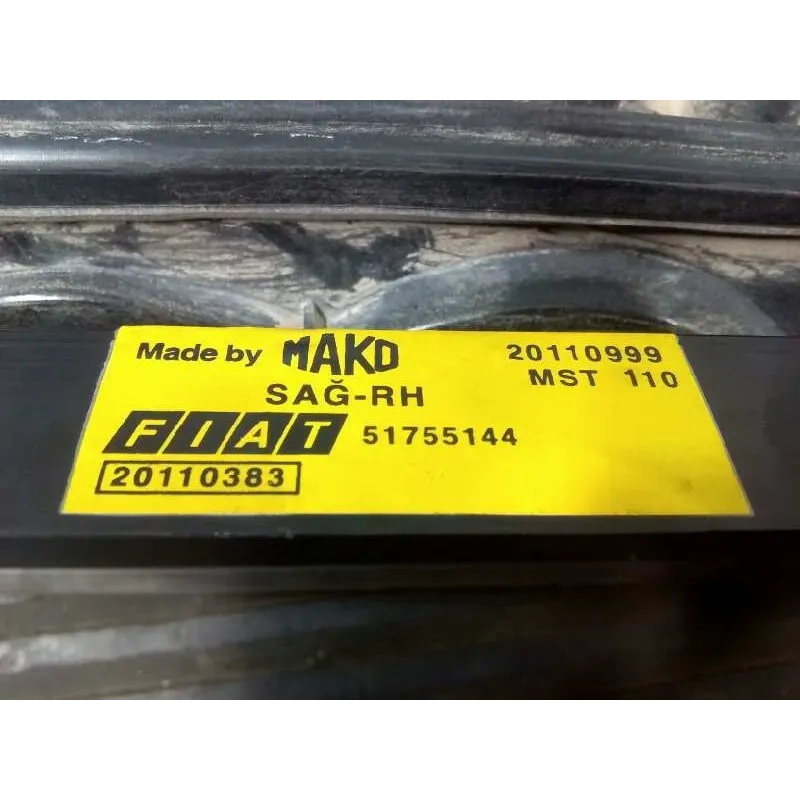 Made by MAKO 20110999
MST 110
SAĞ-RH
FIAT 51755144
20110383